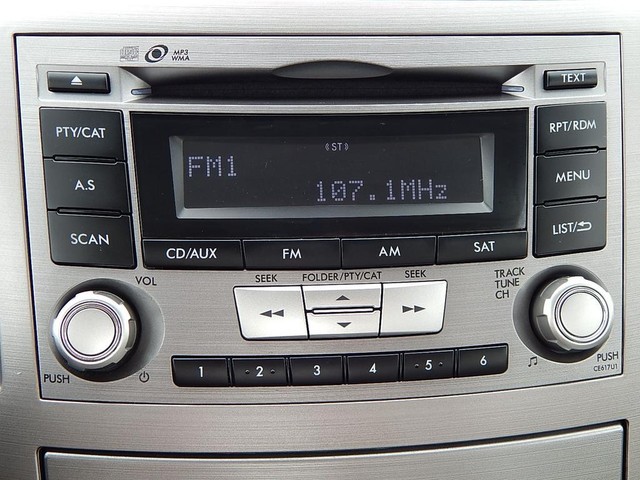 MP3
WMA
TEXT
PTY/CAT
A.S
SCAN
(ST)
FM1
107.1MHz
RPT/RDM
MENU
LIST/
CD/AUX
FM
AM
SAT
VOL
SEEK
FOLDER/PTY/CAT
SEEK
TRACK
TUNE
CH
PUSH
1
2
3
4
5
6
PUSH
CE617U1